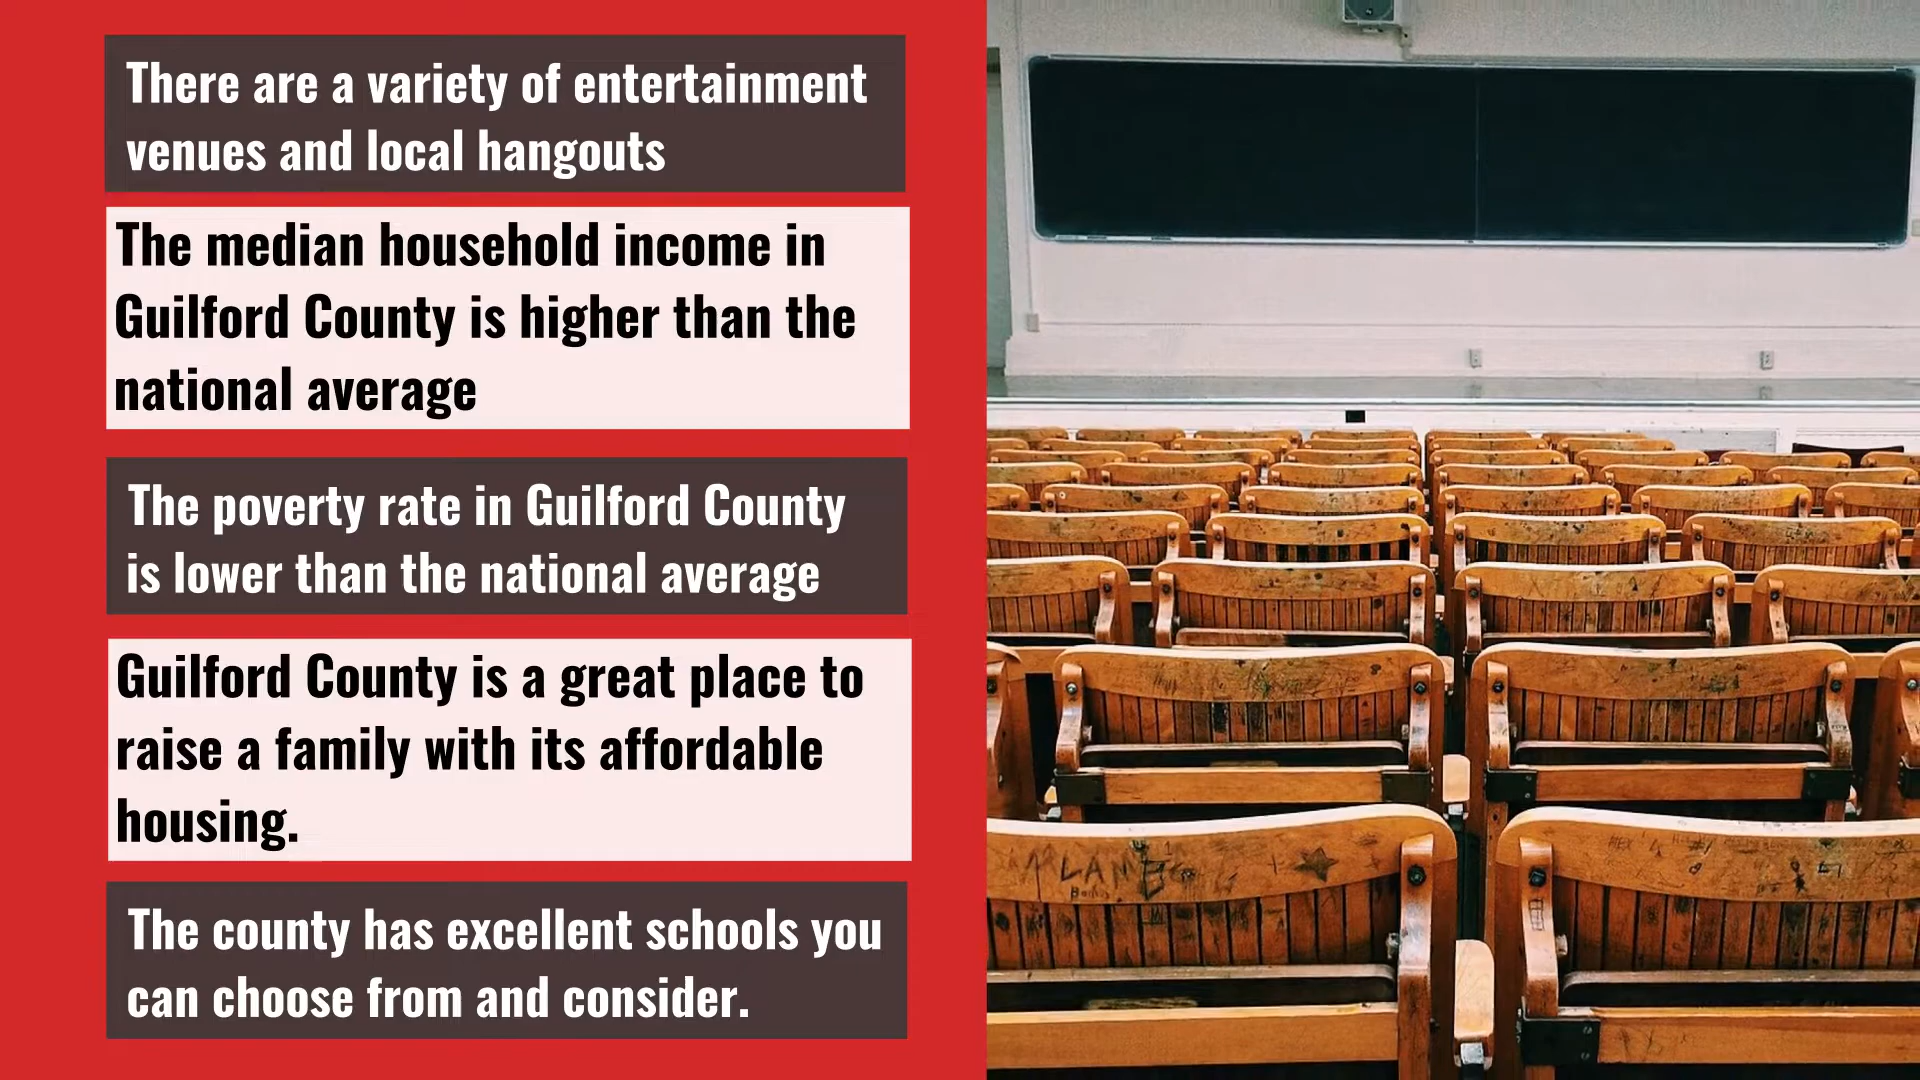 There are a variety of entertainment
venues and local hangouts
The median household income in
Guilford County is higher than the
national average
The poverty rate in Guilford County
is lower than the national average
Guilford County is a great place to
raise a family with its affordable
housing.
The county has excellent schools you
can choose from and consider.